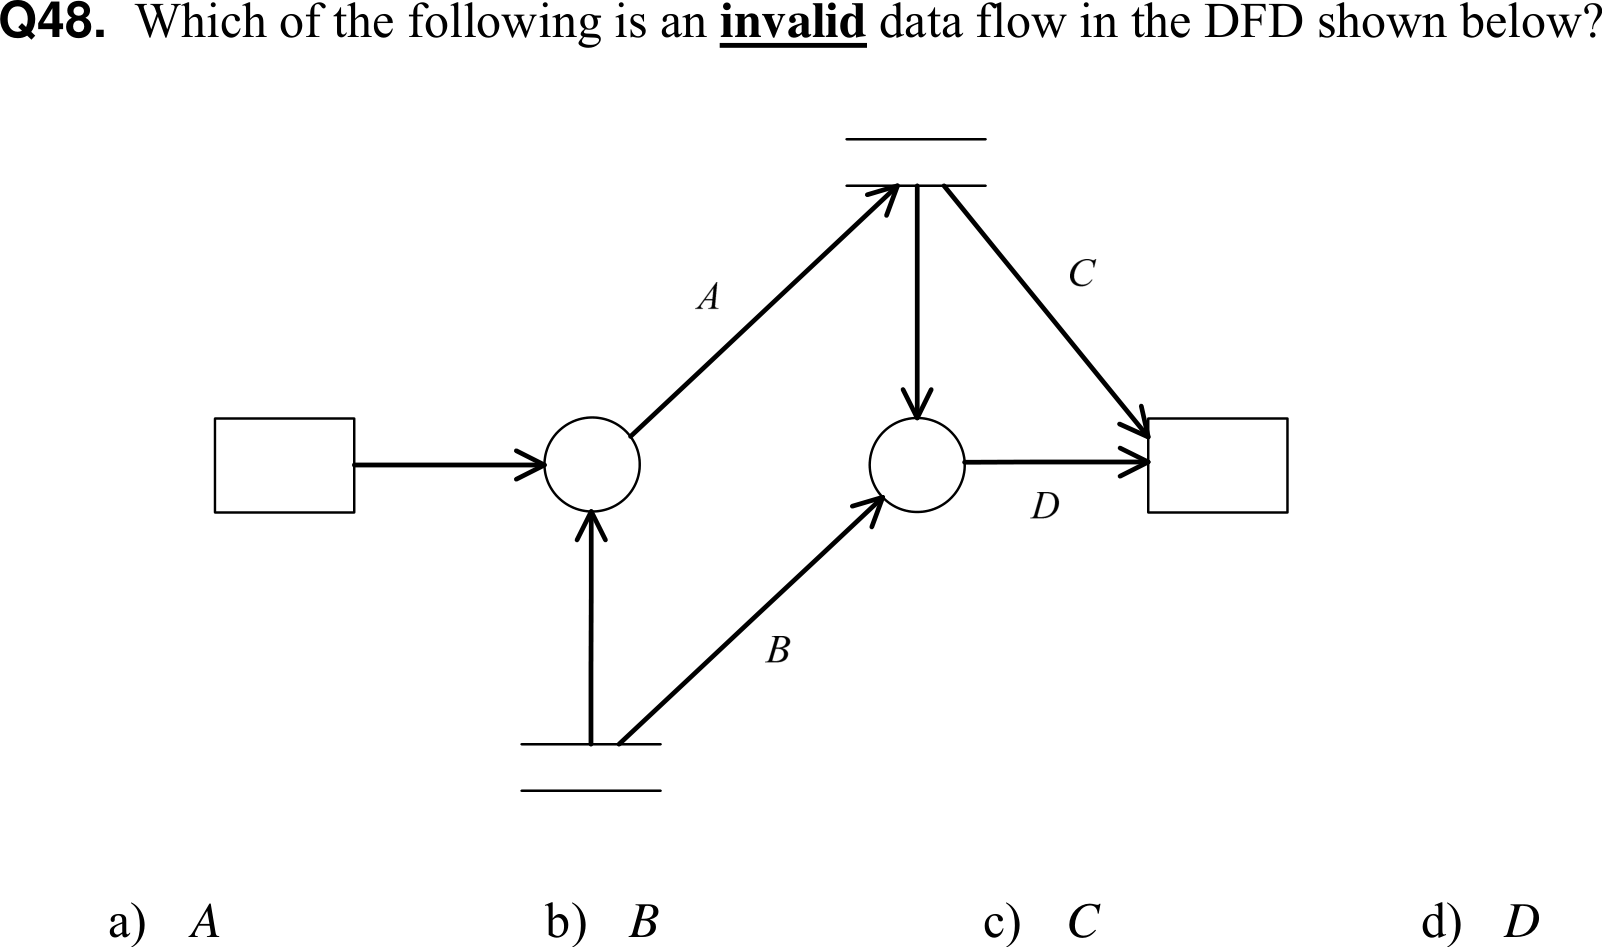 Q48. Which of the following is an invalid data flow in the DFD shown below?
C
A
D
B
a) A b) B c) C d) D